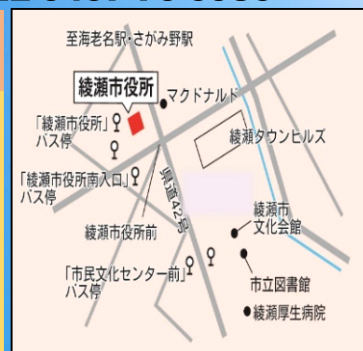 至海老名駅・さがみ野駅
綾瀬市役所
マクドナルド
「綾瀬市役所」
バス停
綾瀬タウンヒルズ
「綾瀬市役所南入口」
バス停
県道42号
綾瀬市役所前
綾瀬市
文化会館
「市民文化センター前」
バス停
市立図書館
綾瀬厚生病院